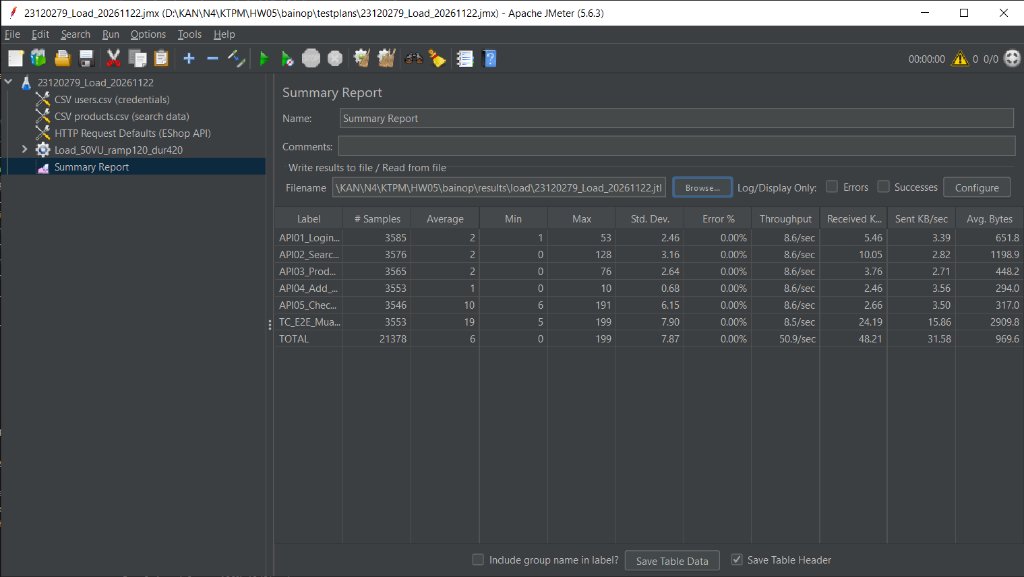 23120279_Load_20261122.jmx (D:\KAN\N4\KTPM\HW05\bainop\testplans\23120279_Load_20261122.jmx) - Apache JMeter (5.6.3)
File Edit Search Run Options Tools Help
00:00:00 0 0/0
23120279_Load_20261122
CSV users.csv (credentials)
CSV products.csv (search data)
HTTP Request Defaults (EShop API)
Load_50VU_ramp120_dur420
Summary Report
Summary Report
Name: Summary Report
Comments:
Write results to file / Read from file
Filename \KAN\N4\KTPM\HW05\bainop\results\load\23120279_Load_20261122.jtl Browse... Log/Display Only: Errors Successes Configure
Label # Samples Average Min Max Std. Dev. Error % Throughput Received K... Sent KB/sec Avg. Bytes
API01_Login... 3585 2 1 53 2.46 0.00% 8.6/sec 5.46 3.39 651.8
API02_Searc... 3576 2 0 128 3.16 0.00% 8.6/sec 10.05 2.82 1198.9
API03_Prod... 3565 2 0 76 2.64 0.00% 8.6/sec 3.76 2.71 448.2
API04_Add_... 3553 1 0 10 0.68 0.00% 8.6/sec 2.46 3.56 294.0
API05_Chec... 3546 10 6 191 6.15 0.00% 8.6/sec 2.66 3.50 317.0
TC_E2E_Mua... 3553 19 5 199 7.90 0.00% 8.5/sec 24.19 15.86 2909.8
TOTAL 21378 6 0 199 7.87 0.00% 50.9/sec 48.21 31.58 969.6
Include group name in label? Save Table Data Save Table Header